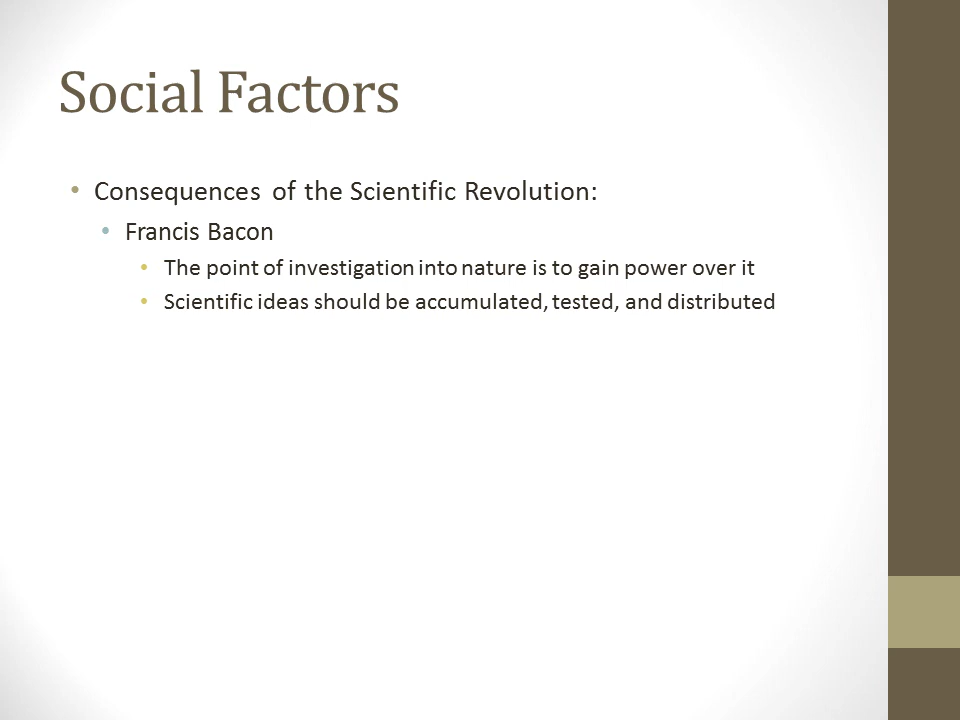 Social Factors
• Consequences of the Scientific Revolution:
• Francis Bacon
• The point of investigation into nature is to gain power over it
• Scientific ideas should be accumulated, tested, and distributed